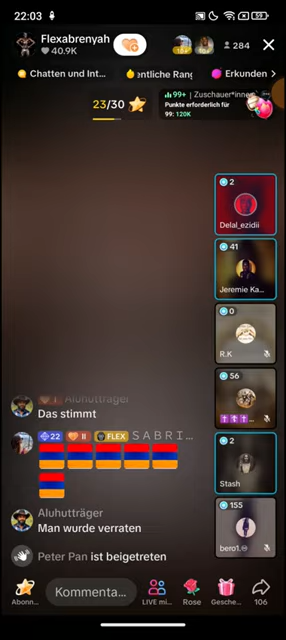 22:03
59
Flexabrenyah
40.9K
284
Chatten und Int...
entliche Rang
Erkunden
23/30
99+ | Zuschauer*innen
Punkte erforderlich für
99: 120K
2
Delal_ezidii
41
Jeremie Ka...
0
R.K
56
2
Stash
155
bero1.
Aluhutträger
Das stimmt
22 II FLEX S A B R I ...
Aluhutträger
Man wurde verraten
Peter Pan ist beigetreten
Kommenta...
Abonn...
LIVE mi...
Rose
Gesche...
106